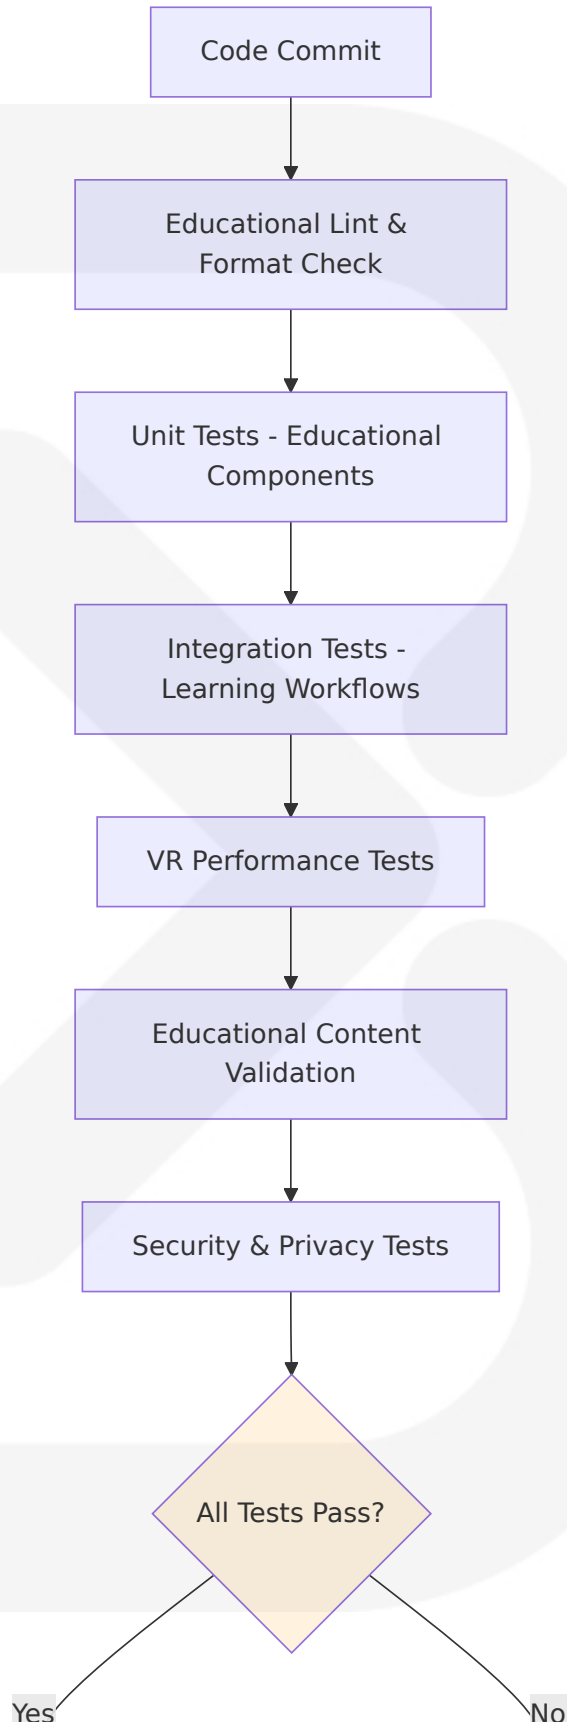 Code Commit
Educational Lint &
Format Check
Unit Tests - Educational
Components
Integration Tests -
Learning Workflows
VR Performance Tests
Educational Content
Validation
Security & Privacy Tests
All Tests Pass?
Yes
No